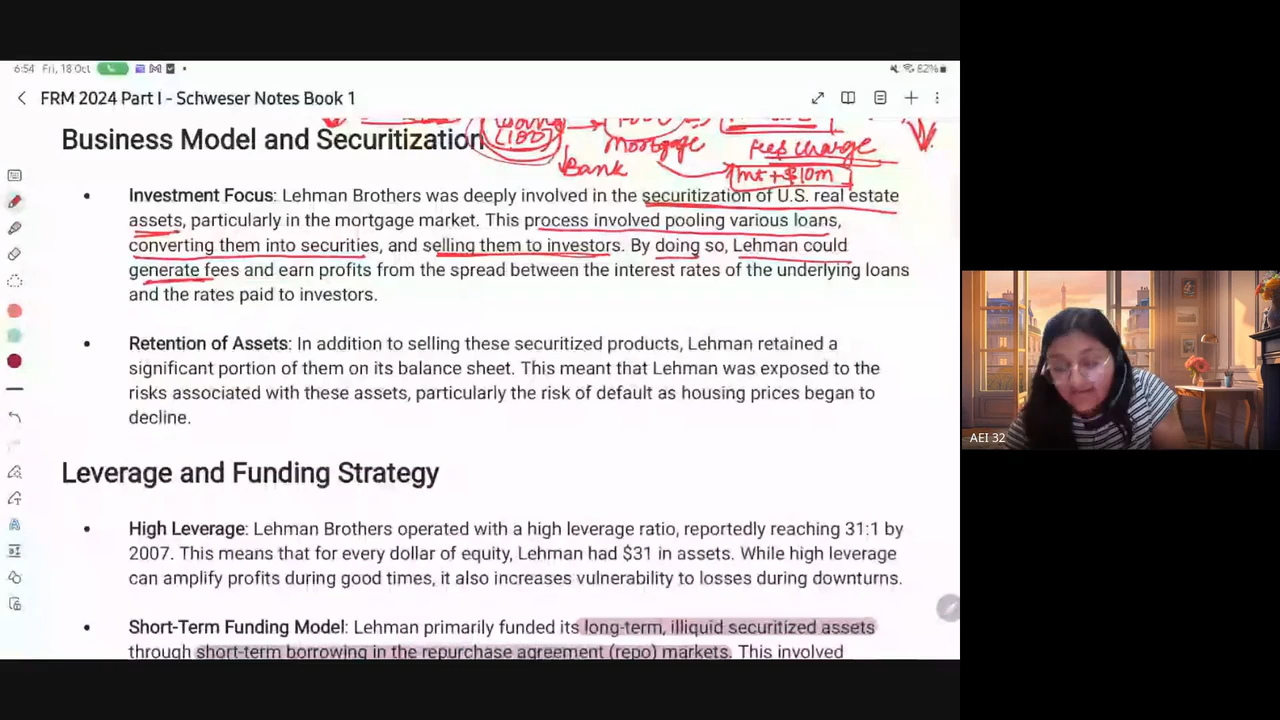 6:54 Fri, 18 Oct
82%
FRM 2024 Part I - Schweser Notes Book 1
Business Model and Securitization
Mortgage
fees charge
Bank
mt + $10m
Investment Focus: Lehman Brothers was deeply involved in the securitization of U.S. real estate
assets, particularly in the mortgage market. This process involved pooling various loans,
converting them into securities, and selling them to investors. By doing so, Lehman could
generate fees and earn profits from the spread between the interest rates of the underlying loans
and the rates paid to investors.
Retention of Assets: In addition to selling these securitized products, Lehman retained a
significant portion of them on its balance sheet. This meant that Lehman was exposed to the
risks associated with these assets, particularly the risk of default as housing prices began to
decline.
Leverage and Funding Strategy
High Leverage: Lehman Brothers operated with a high leverage ratio, reportedly reaching 31:1 by
2007. This means that for every dollar of equity, Lehman had $31 in assets. While high leverage
can amplify profits during good times, it also increases vulnerability to losses during downturns.
Short-Term Funding Model: Lehman primarily funded its long-term, illiquid securitized assets
through short-term borrowing in the repurchase agreement (repo) markets. This involved
AEI 32